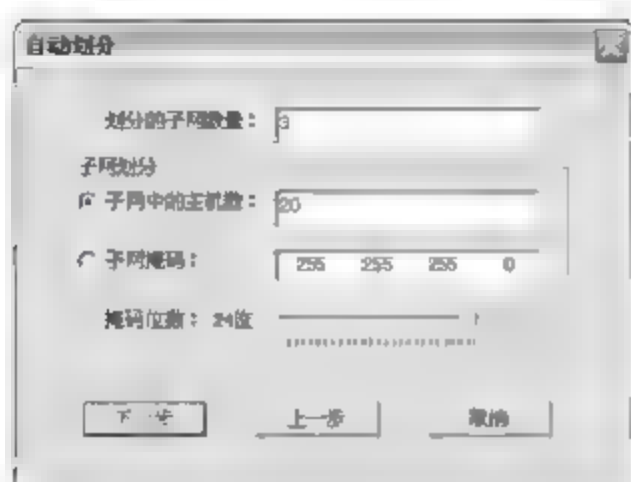 自动划分
划分的子网数量： 3
子网划分
子网中的主机数： 20
子网掩码： 255 255 255 0
掩码位数： 24位
下一步 上一步 取消